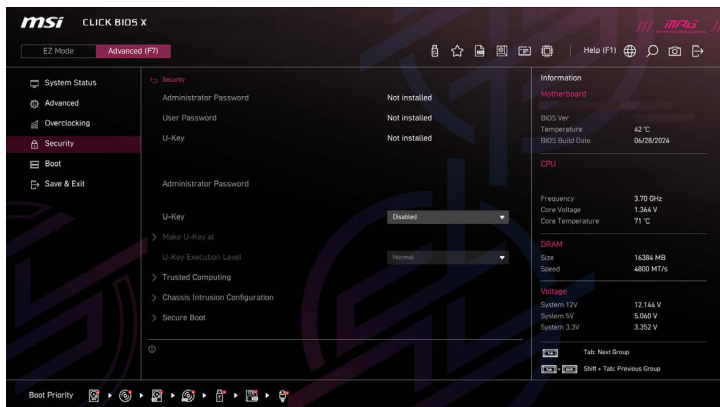 msi CLICK BIOS X
MPG
EZ Mode
Advanced (F7)
Help (F1)
System Status
Advanced
Overclocking
Security
Boot
Save & Exit
Security
Administrator Password Not installed
User Password Not installed
U-Key Not installed
Administrator Password
U-Key Disabled
Make U-Key at
U-Key Execution Level Normal
Trusted Computing
Chassis Intrusion Configuration
Secure Boot
Information
Motherboard
BIOS Ver
Temperature 42 °C
BIOS Build Date 06/28/2024
CPU
Frequency 3.70 GHz
Core Voltage 1.364 V
Core Temperature 71 °C
DRAM
Size 16384 MB
Speed 4800 MT/s
Voltage
System 12V 12.144 V
System 5V 5.060 V
System 3.3V 3.352 V
Tab Tab: Next Group
Tab + Shift Shift + Tab: Previous Group
Boot Priority